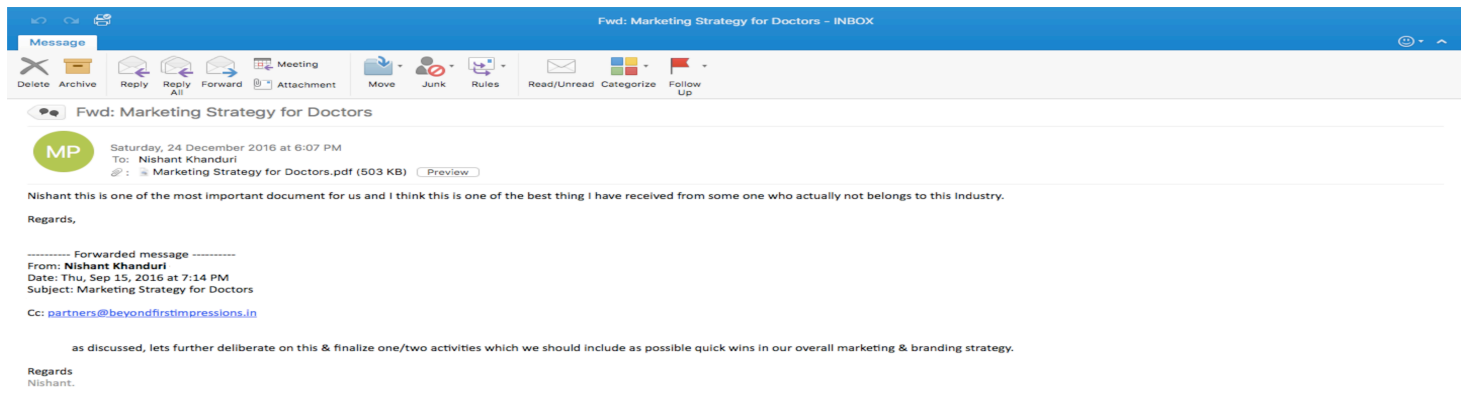 Fwd: Marketing Strategy for Doctors – INBOX
Message
Delete Archive Reply Reply All Forward Meeting Attachment Move Junk Rules Read/Unread Categorize Follow Up
Fwd: Marketing Strategy for Doctors
MP
Saturday, 24 December 2016 at 6:07 PM
To: Nishant Khanduri
: Marketing Strategy for Doctors.pdf (503 KB) Preview
Nishant this is one of the most important document for us and I think this is one of the best thing I have received from some one who actually not belongs to this Industry.
Regards,
---------- Forwarded message ----------
From: Nishant Khanduri
Date: Thu, Sep 15, 2016 at 7:14 PM
Subject: Marketing Strategy for Doctors
Cc: partners@beyondfirstimpressions.in
as discussed, lets further deliberate on this & finalize one/two activities which we should include as possible quick wins in our overall marketing & branding strategy.
Regards
Nishant.